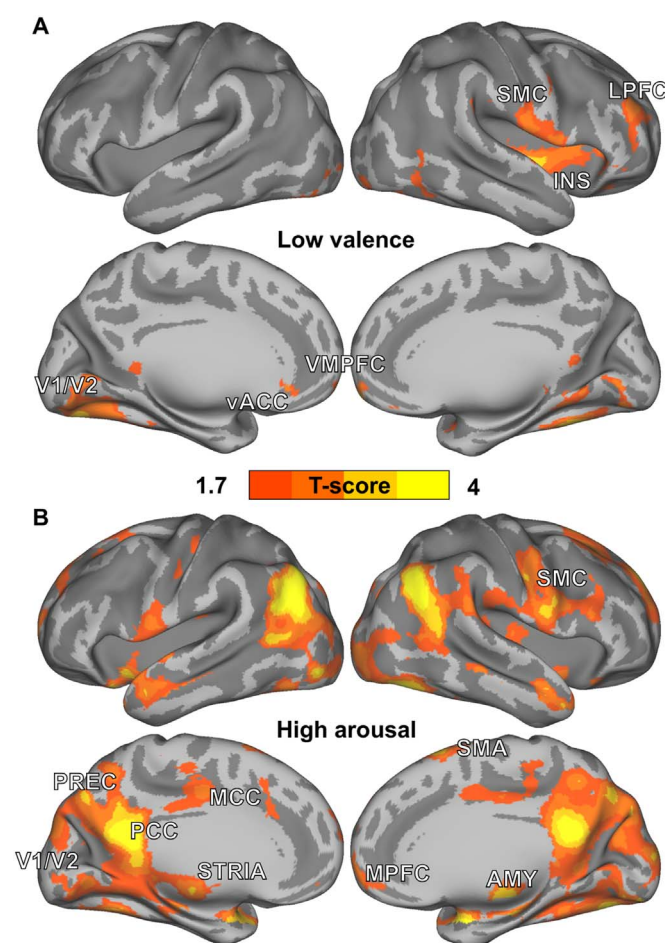 A
SMC
LPFC
INS
Low valence
VMPFC
V1/V2
vACC
1.7 T-score 4
B
SMC
High arousal
SMA
PREC
MCC
PCC
V1/V2
STRIA
MPFC
AMY